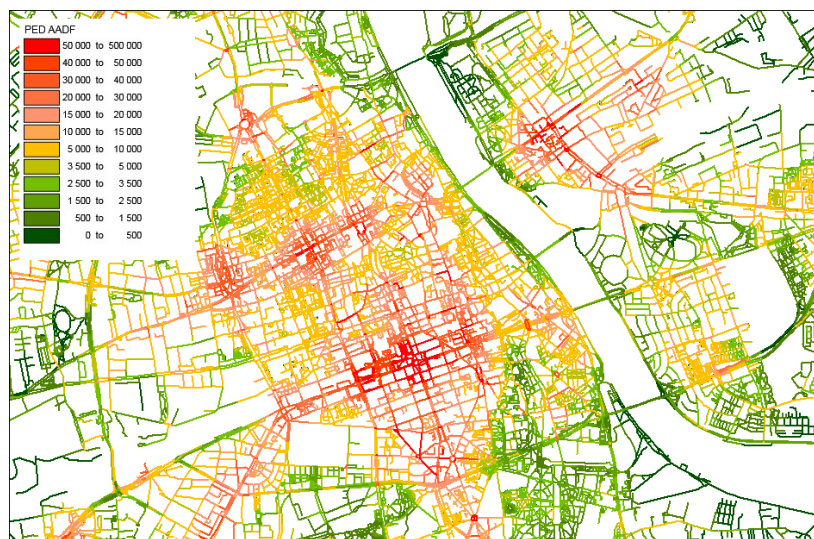 PED AADF
50 000 to 500 000
40 000 to 50 000
30 000 to 40 000
20 000 to 30 000
15 000 to 20 000
10 000 to 15 000
5 000 to 10 000
3 500 to 5 000
2 500 to 3 500
1 500 to 2 500
500 to 1 500
0 to 500